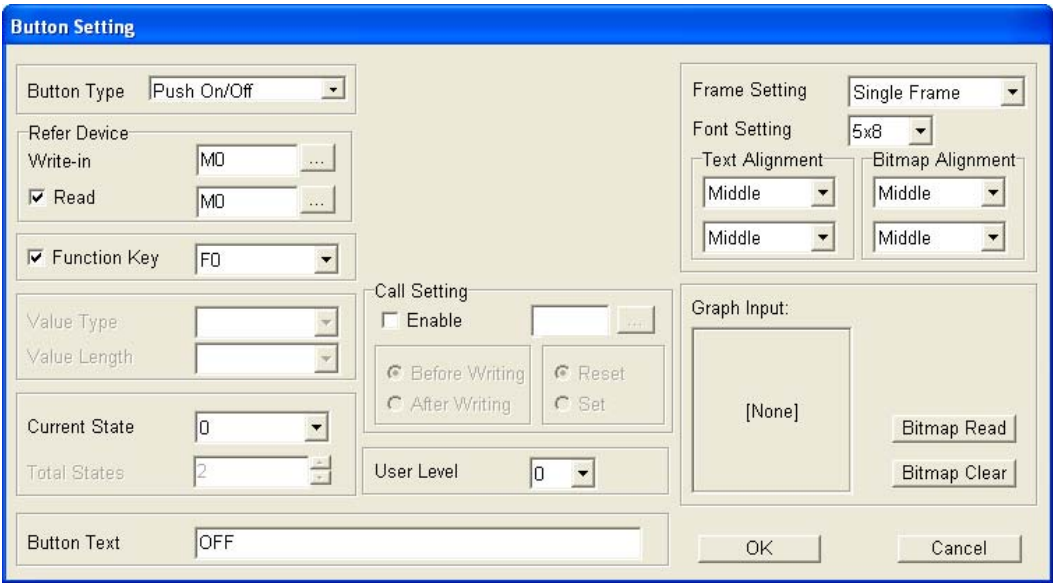 Button Setting
Button Type Push On/Off
Refer Device
Write-in M0 ...
Read M0 ...
Function Key F0
Value Type
Value Length
Current State 0
Total States 2
Button Text OFF
Call Setting
Enable ...
Before Writing
After Writing
Reset
Set
User Level 0
Frame Setting Single Frame
Font Setting 5x8
Text Alignment
Middle
Middle
Bitmap Alignment
Middle
Middle
Graph Input:
[None]
Bitmap Read
Bitmap Clear
OK
Cancel